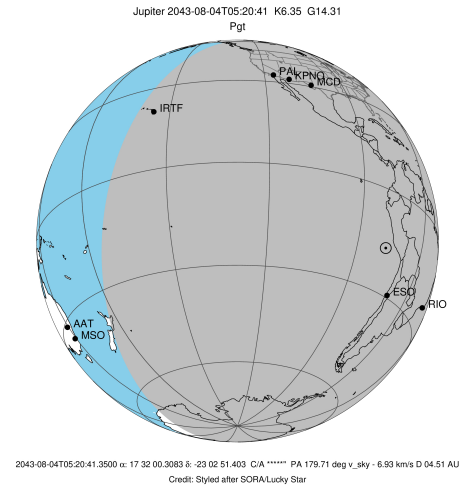 Jupiter 2043-08-04T05:20:41 K6.35 G14.31
Pgt
PAL
KPNO
MCD
IRTF
ESO
RIO
AAT
MSO
2043-08-04T05:20:41.3500 α: 17 32 00.3083 δ: -23 02 51.403 C/A *****" PA 179.71 deg v_sky - 6.93 km/s D 04.51 AU
Credit: Styled after SORA/Lucky Star